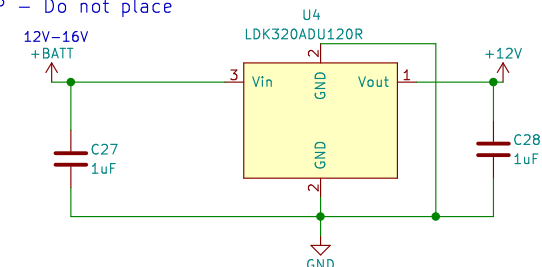 – Do not place
U4
12V–16V
LDK320ADU120R
+BATT
+12V
2
3
Vin
GND
Vout
1
C27
1uF
C28
1uF
GND
2
GND